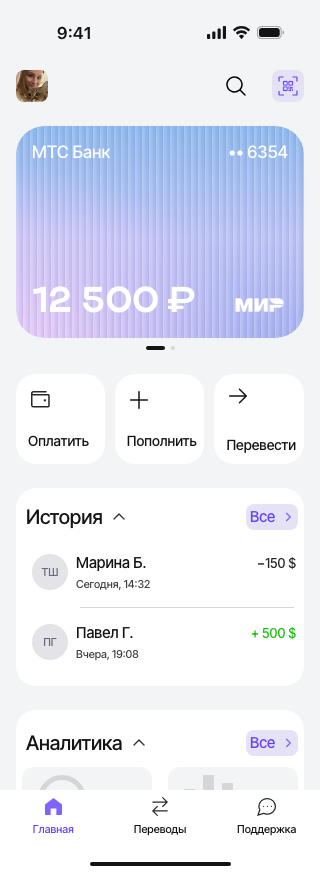 9:41
МТС Банк
•• 6354
12 500 ₽
МИР
Оплатить
Пополнить
Перевести
История
Все
ТШ
Марина Б.
−150 $
Сегодня, 14:32
ПГ
Павел Г.
+ 500 $
Вчера, 19:08
Аналитика
Все
Главная
Переводы
Поддержка